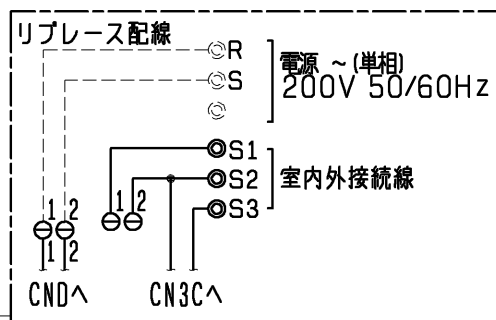 リプレース配線
R
S
電源 ~(単相)
200V 50/60Hz
S1
S2
S3
室内外接続線
1 2
1 2
1 2
CNDへ
CN3Cへ